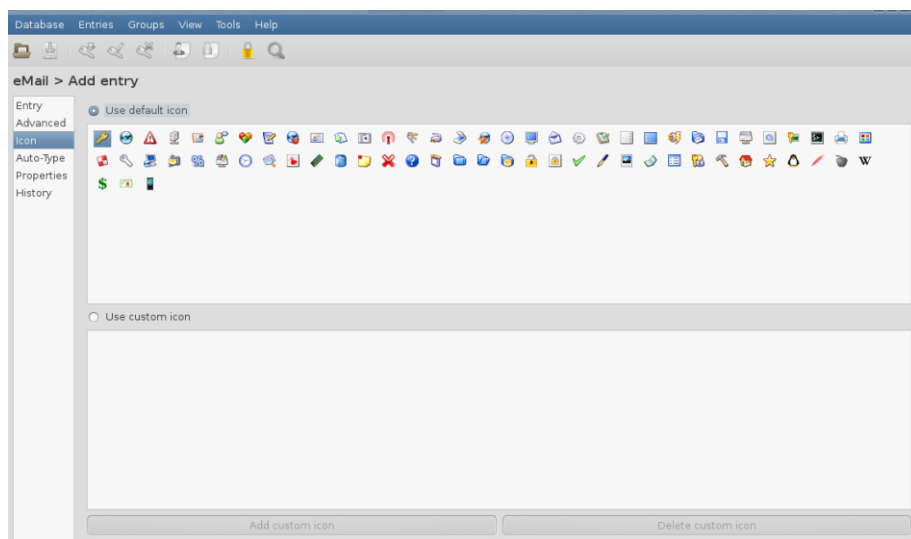 Database Entries Groups View Tools Help
eMail > Add entry
Entry
Advanced
Icon
Auto-Type
Properties
History
Use default icon
Use custom icon
Add custom icon Delete custom icon